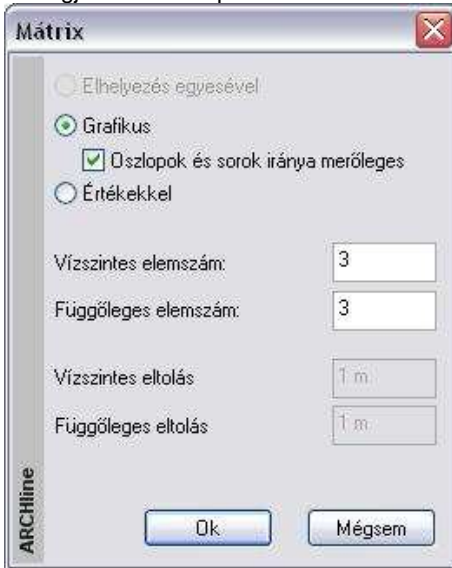 Mátrix
Elhelyezés egyesével
Grafikus
Oszlopok és sorok iránya merőleges
Értékekkel
Vízszintes elemszám: 3
Függőleges elemszám: 3
Vízszintes eltolás 1 m
Függőleges eltolás 1 m
ARCHline
Ok Mégsem